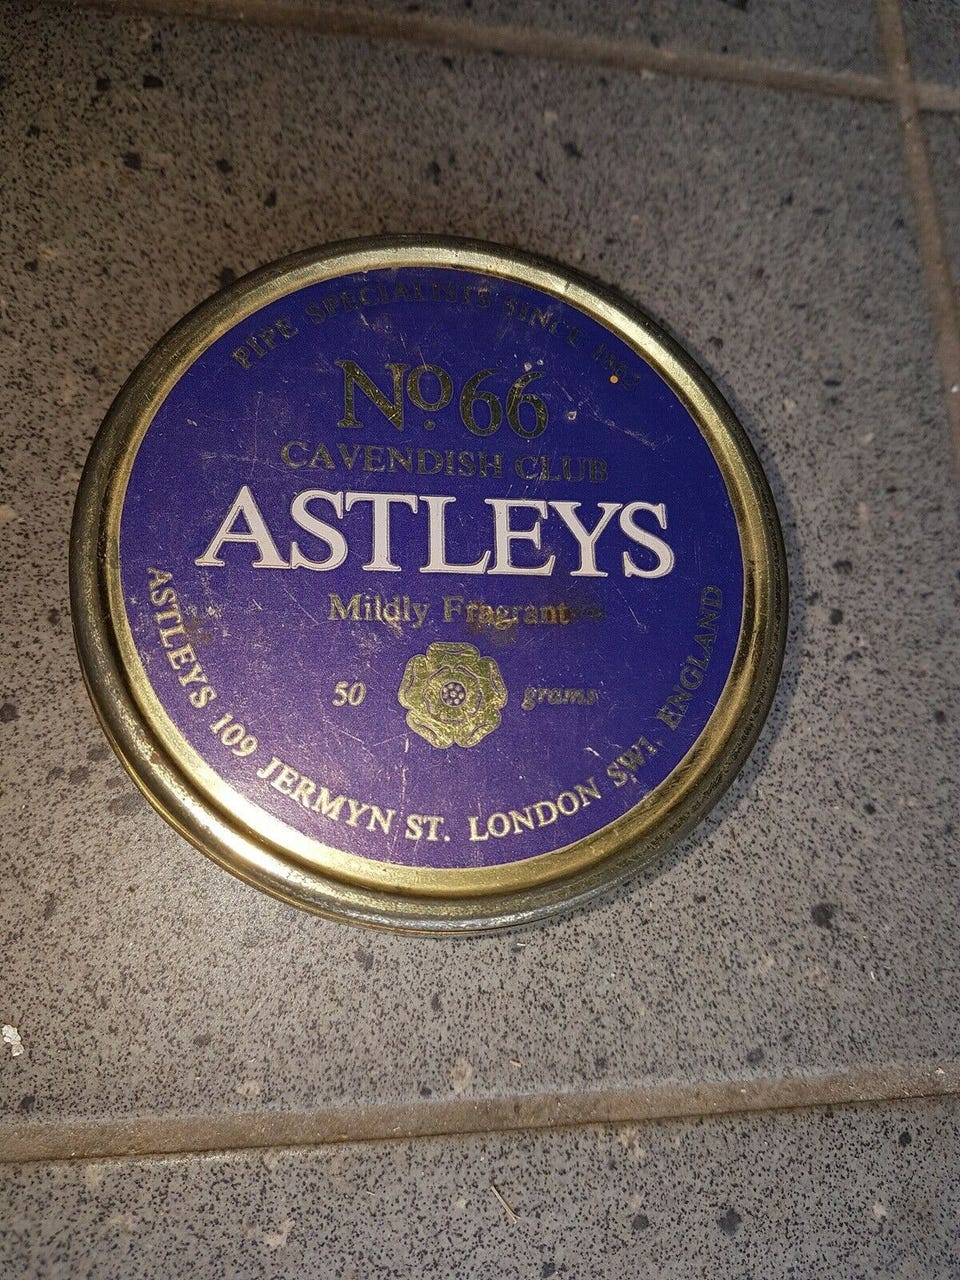 PIPE SPECIALISTS SINCE 1862
No. 66
CAVENDISH CLUB
ASTLEYS
Mildly Fragrant
50 grams
ASTLEYS 109 JERMYN ST. LONDON SW1. ENGLAND